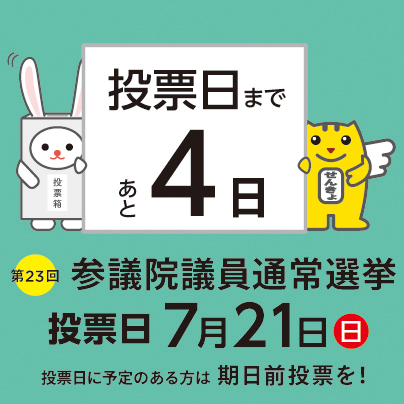 投票日まで
あと4日
投票箱
せんきょ
第23回 参議院議員通常選挙
投票日 7月21日 日
投票日に予定のある方は 期日前投票を!